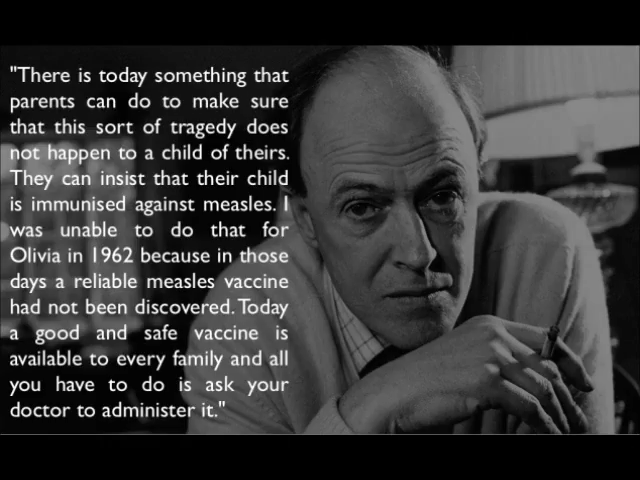 "There is today something that
parents can do to make sure
that this sort of tragedy does
not happen to a child of theirs.
They can insist that their child
is immunised against measles. I
was unable to do that for
Olivia in 1962 because in those
days a reliable measles vaccine
had not been discovered. Today
a good and safe vaccine is
available to every family and all
you have to do is ask your
doctor to administer it."